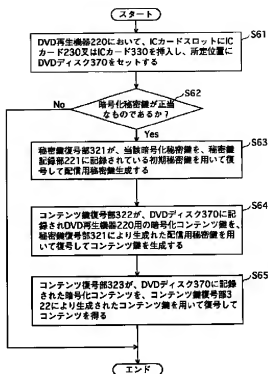 スタート
S61
DVD再生機器220において、ICカードスロットにIC
カード230又はICカード330を挿入し、所定位置に
DVDディスク370をセットする
S62
No
暗号化秘密鍵が正当
なものであるか?
Yes
S63
秘密鍵復号部321が、当該暗号化秘密鍵を、秘密鍵
記録部221に記録されている初期秘密鍵を用いて復
号して配信用秘密鍵生成する
S64
コンテンツ鍵復号部322が、DVDディスク370に記
録されDVD再生機器220用の暗号化コンテンツ鍵を、
秘密鍵復号部321により生成された配信用秘密鍵を用
いて復号してコンテンツ鍵を生成する
S65
コンテンツ復号部323が、DVDディスク370に記録
された暗号化コンテンツを、コンテンツ鍵復号部3
22により生成されたコンテンツ鍵を用いて復号して
コンテンツを得る
エンド